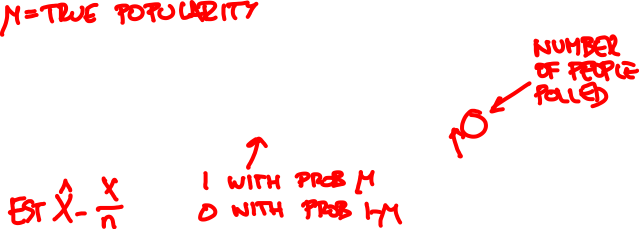 μ=TRUE POPULARITY
NUMBER
OF PEOPLE
POLLED
1 WITH PROB μ
0 WITH PROB 1-μ
EST X̂ - X/n